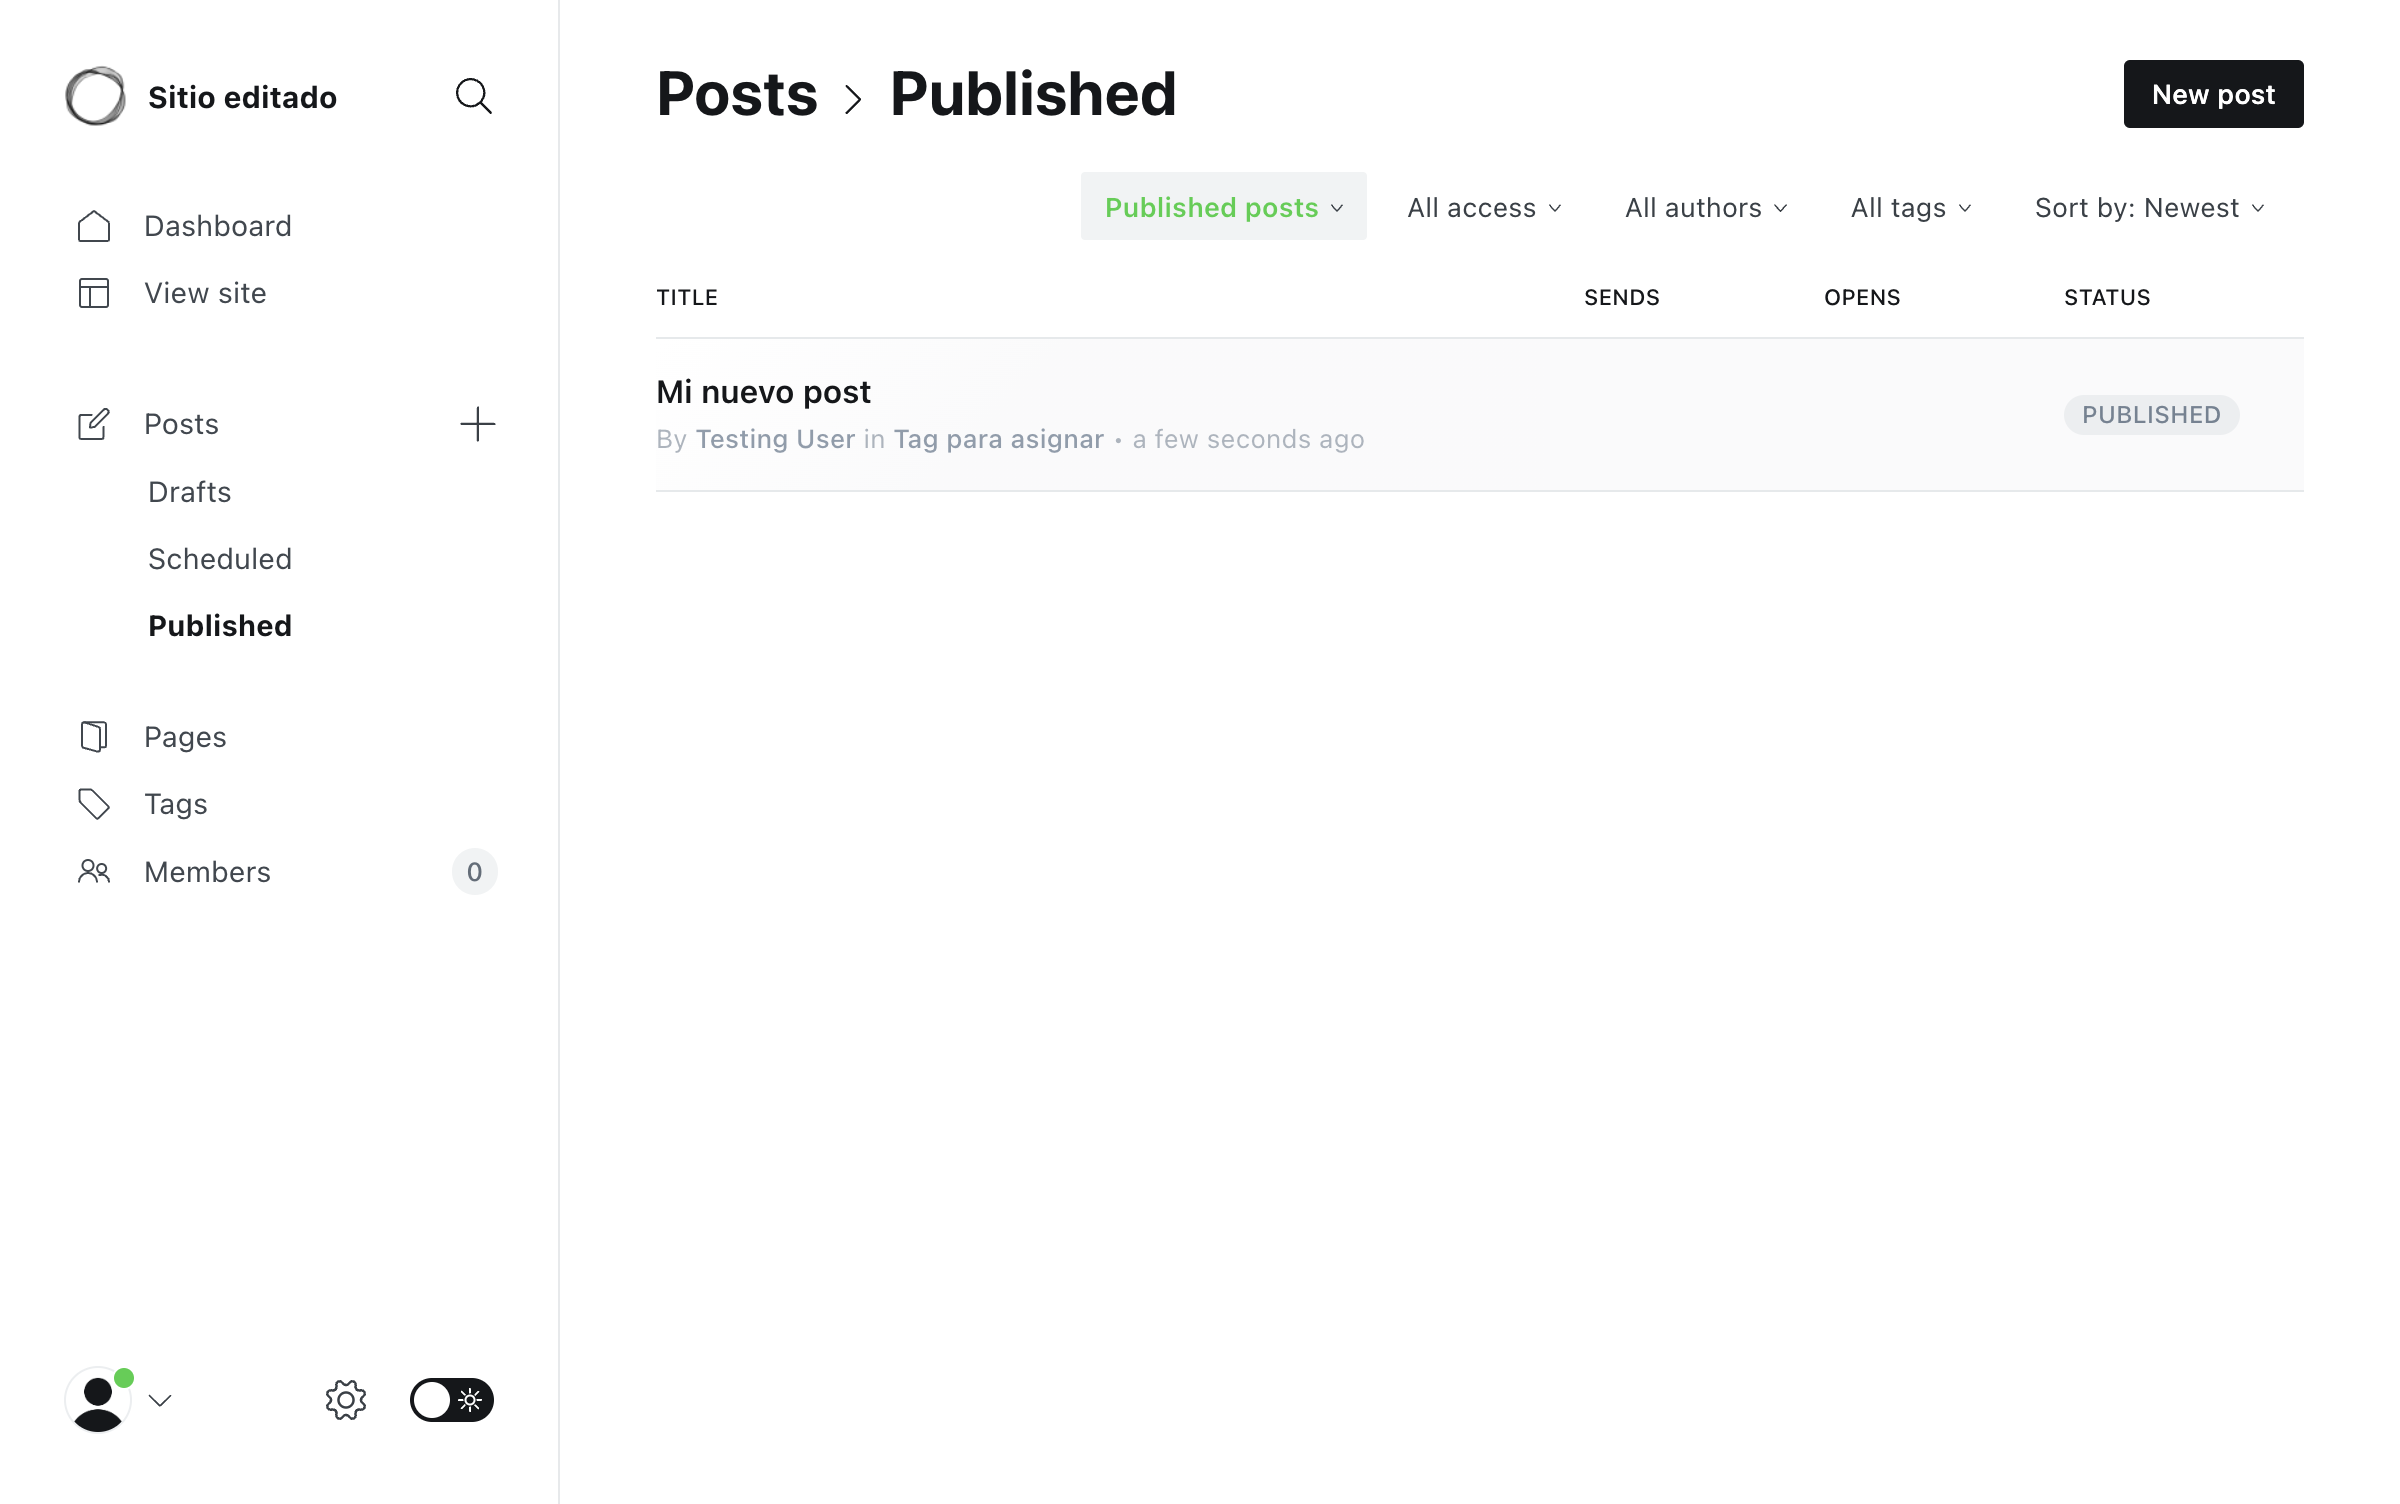 Sitio editado
Dashboard
View site
Posts
Drafts
Scheduled
Published
Pages
Tags
Members 0
Posts > Published
New post
Published posts All access All authors All tags Sort by: Newest
TITLE SENDS OPENS STATUS
Mi nuevo post
By Testing User in Tag para asignar • a few seconds ago
PUBLISHED